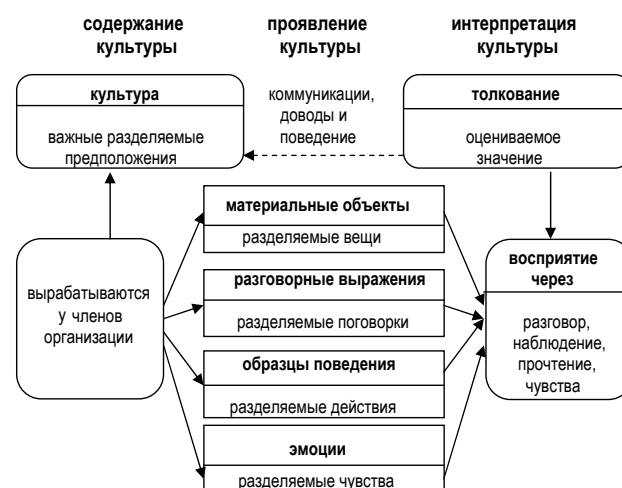 содержание
культуры
проявление
культуры
интерпретация
культуры
культура
важные разделяемые
предположения
коммуникации,
доводы и
поведение
толкование
оцениваемое
значение
вырабатываются
у членов
организации
материальные объекты
разделяемые вещи
разговорные выражения
разделяемые поговорки
образцы поведения
разделяемые действия
эмоции
разделяемые чувства
восприятие
через
разговор,
наблюдение,
прочтение,
чувства